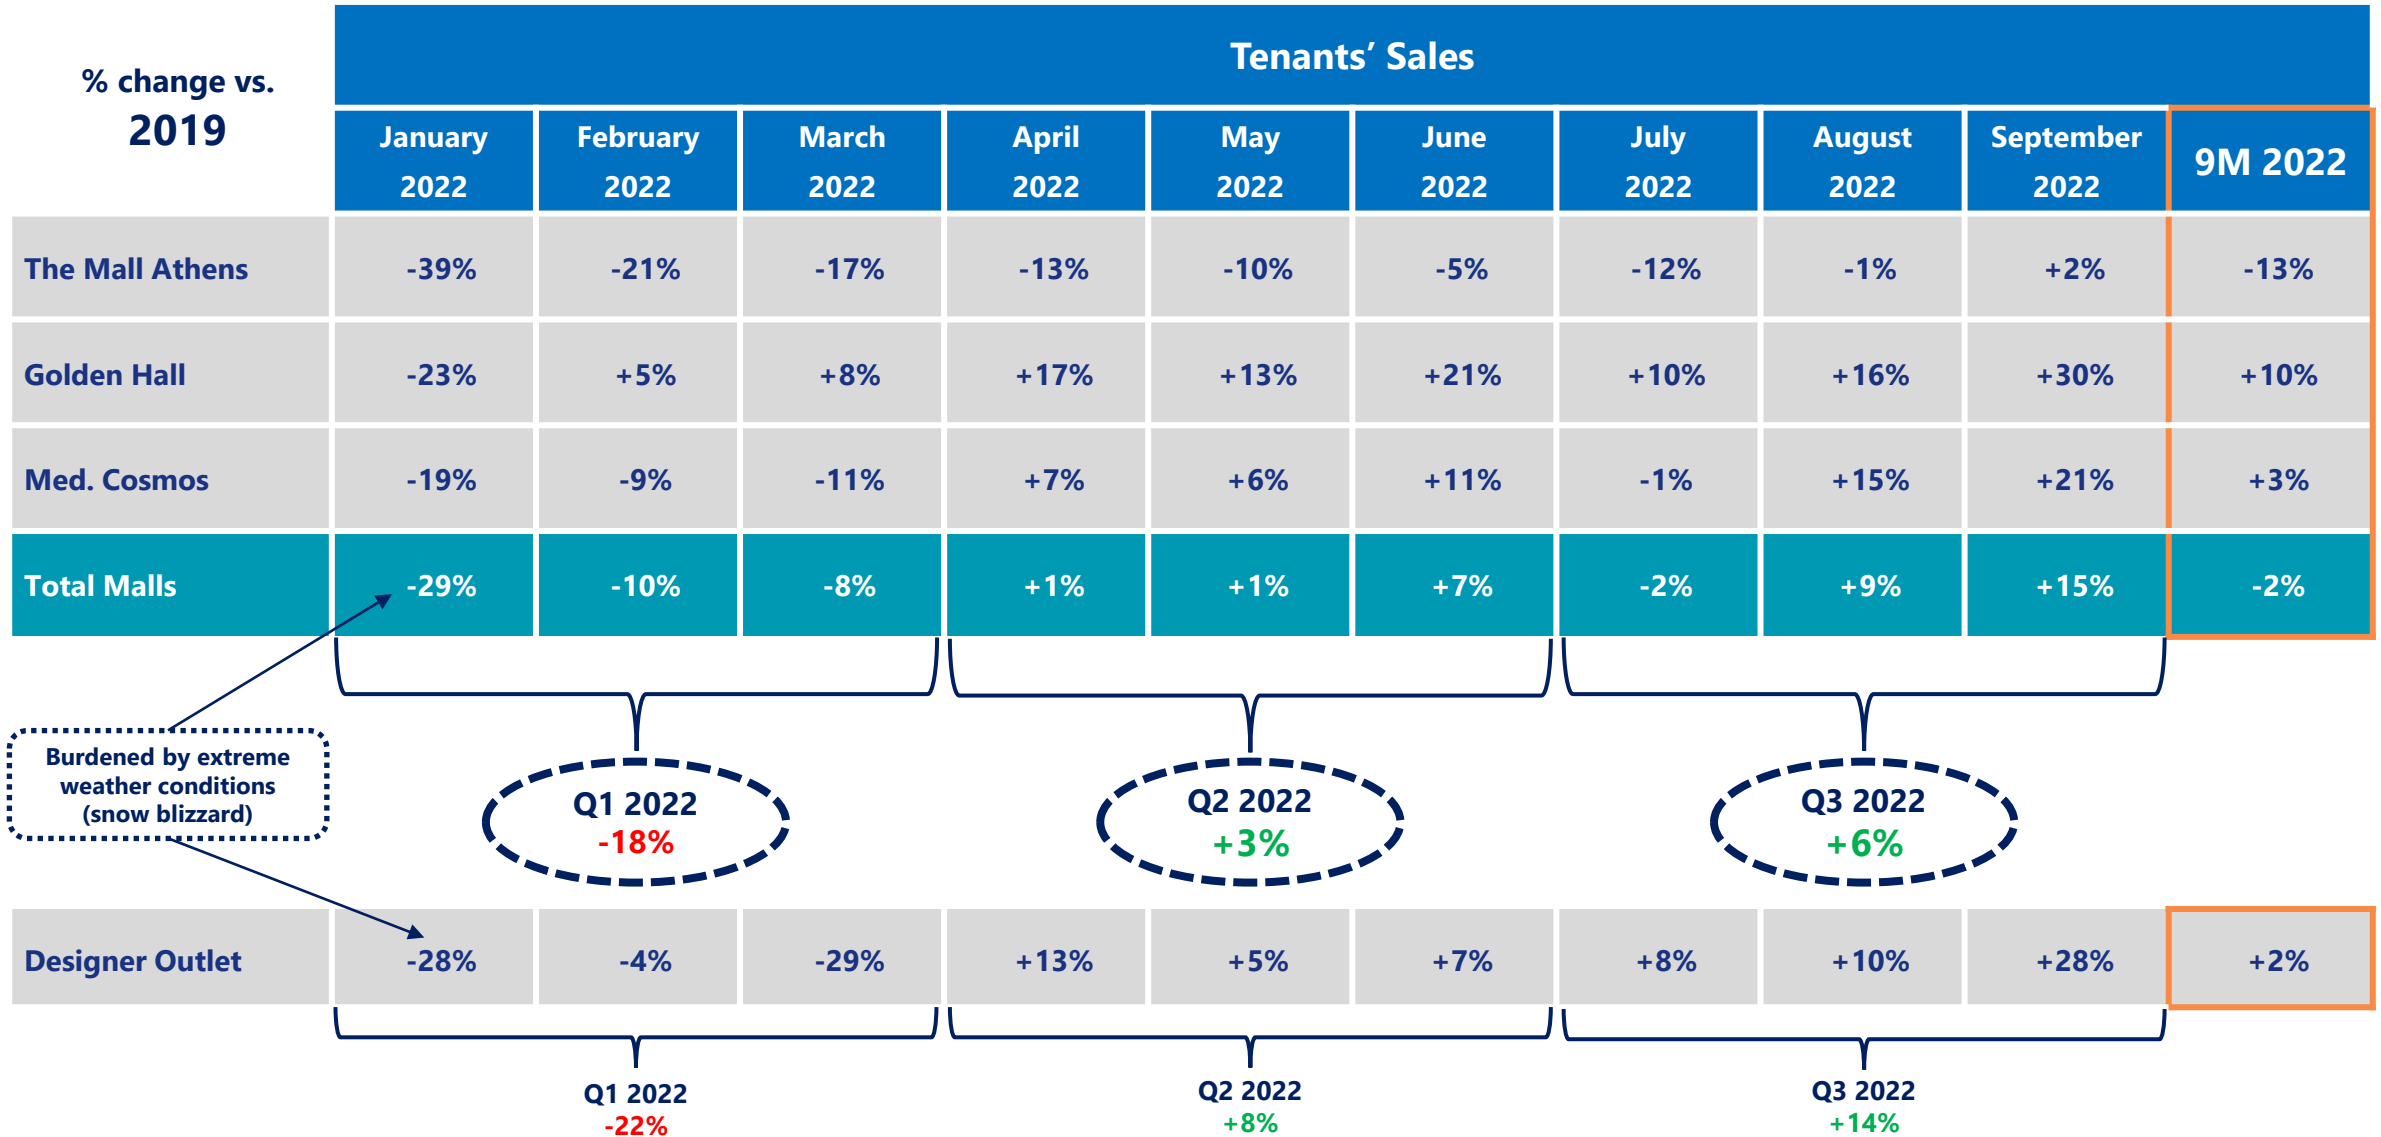 % change vs.
2019
Tenants’ Sales
January 2022
February 2022
March 2022
April 2022
May 2022
June 2022
July 2022
August 2022
September 2022
9M 2022
The Mall Athens -39% -21% -17% -13% -10% -5% -12% -1% +2% -13%
Golden Hall -23% +5% +8% +17% +13% +21% +10% +16% +30% +10%
Med. Cosmos -19% -9% -11% +7% +6% +11% -1% +15% +21% +3%
Total Malls -29% -10% -8% +1% +1% +7% -2% +9% +15% -2%
Burdened by extreme
weather conditions
(snow blizzard)
Q1 2022
-18%
Q2 2022
+3%
Q3 2022
+6%
Designer Outlet -28% -4% -29% +13% +5% +7% +8% +10% +28% +2%
Q1 2022
-22%
Q2 2022
+8%
Q3 2022
+14%